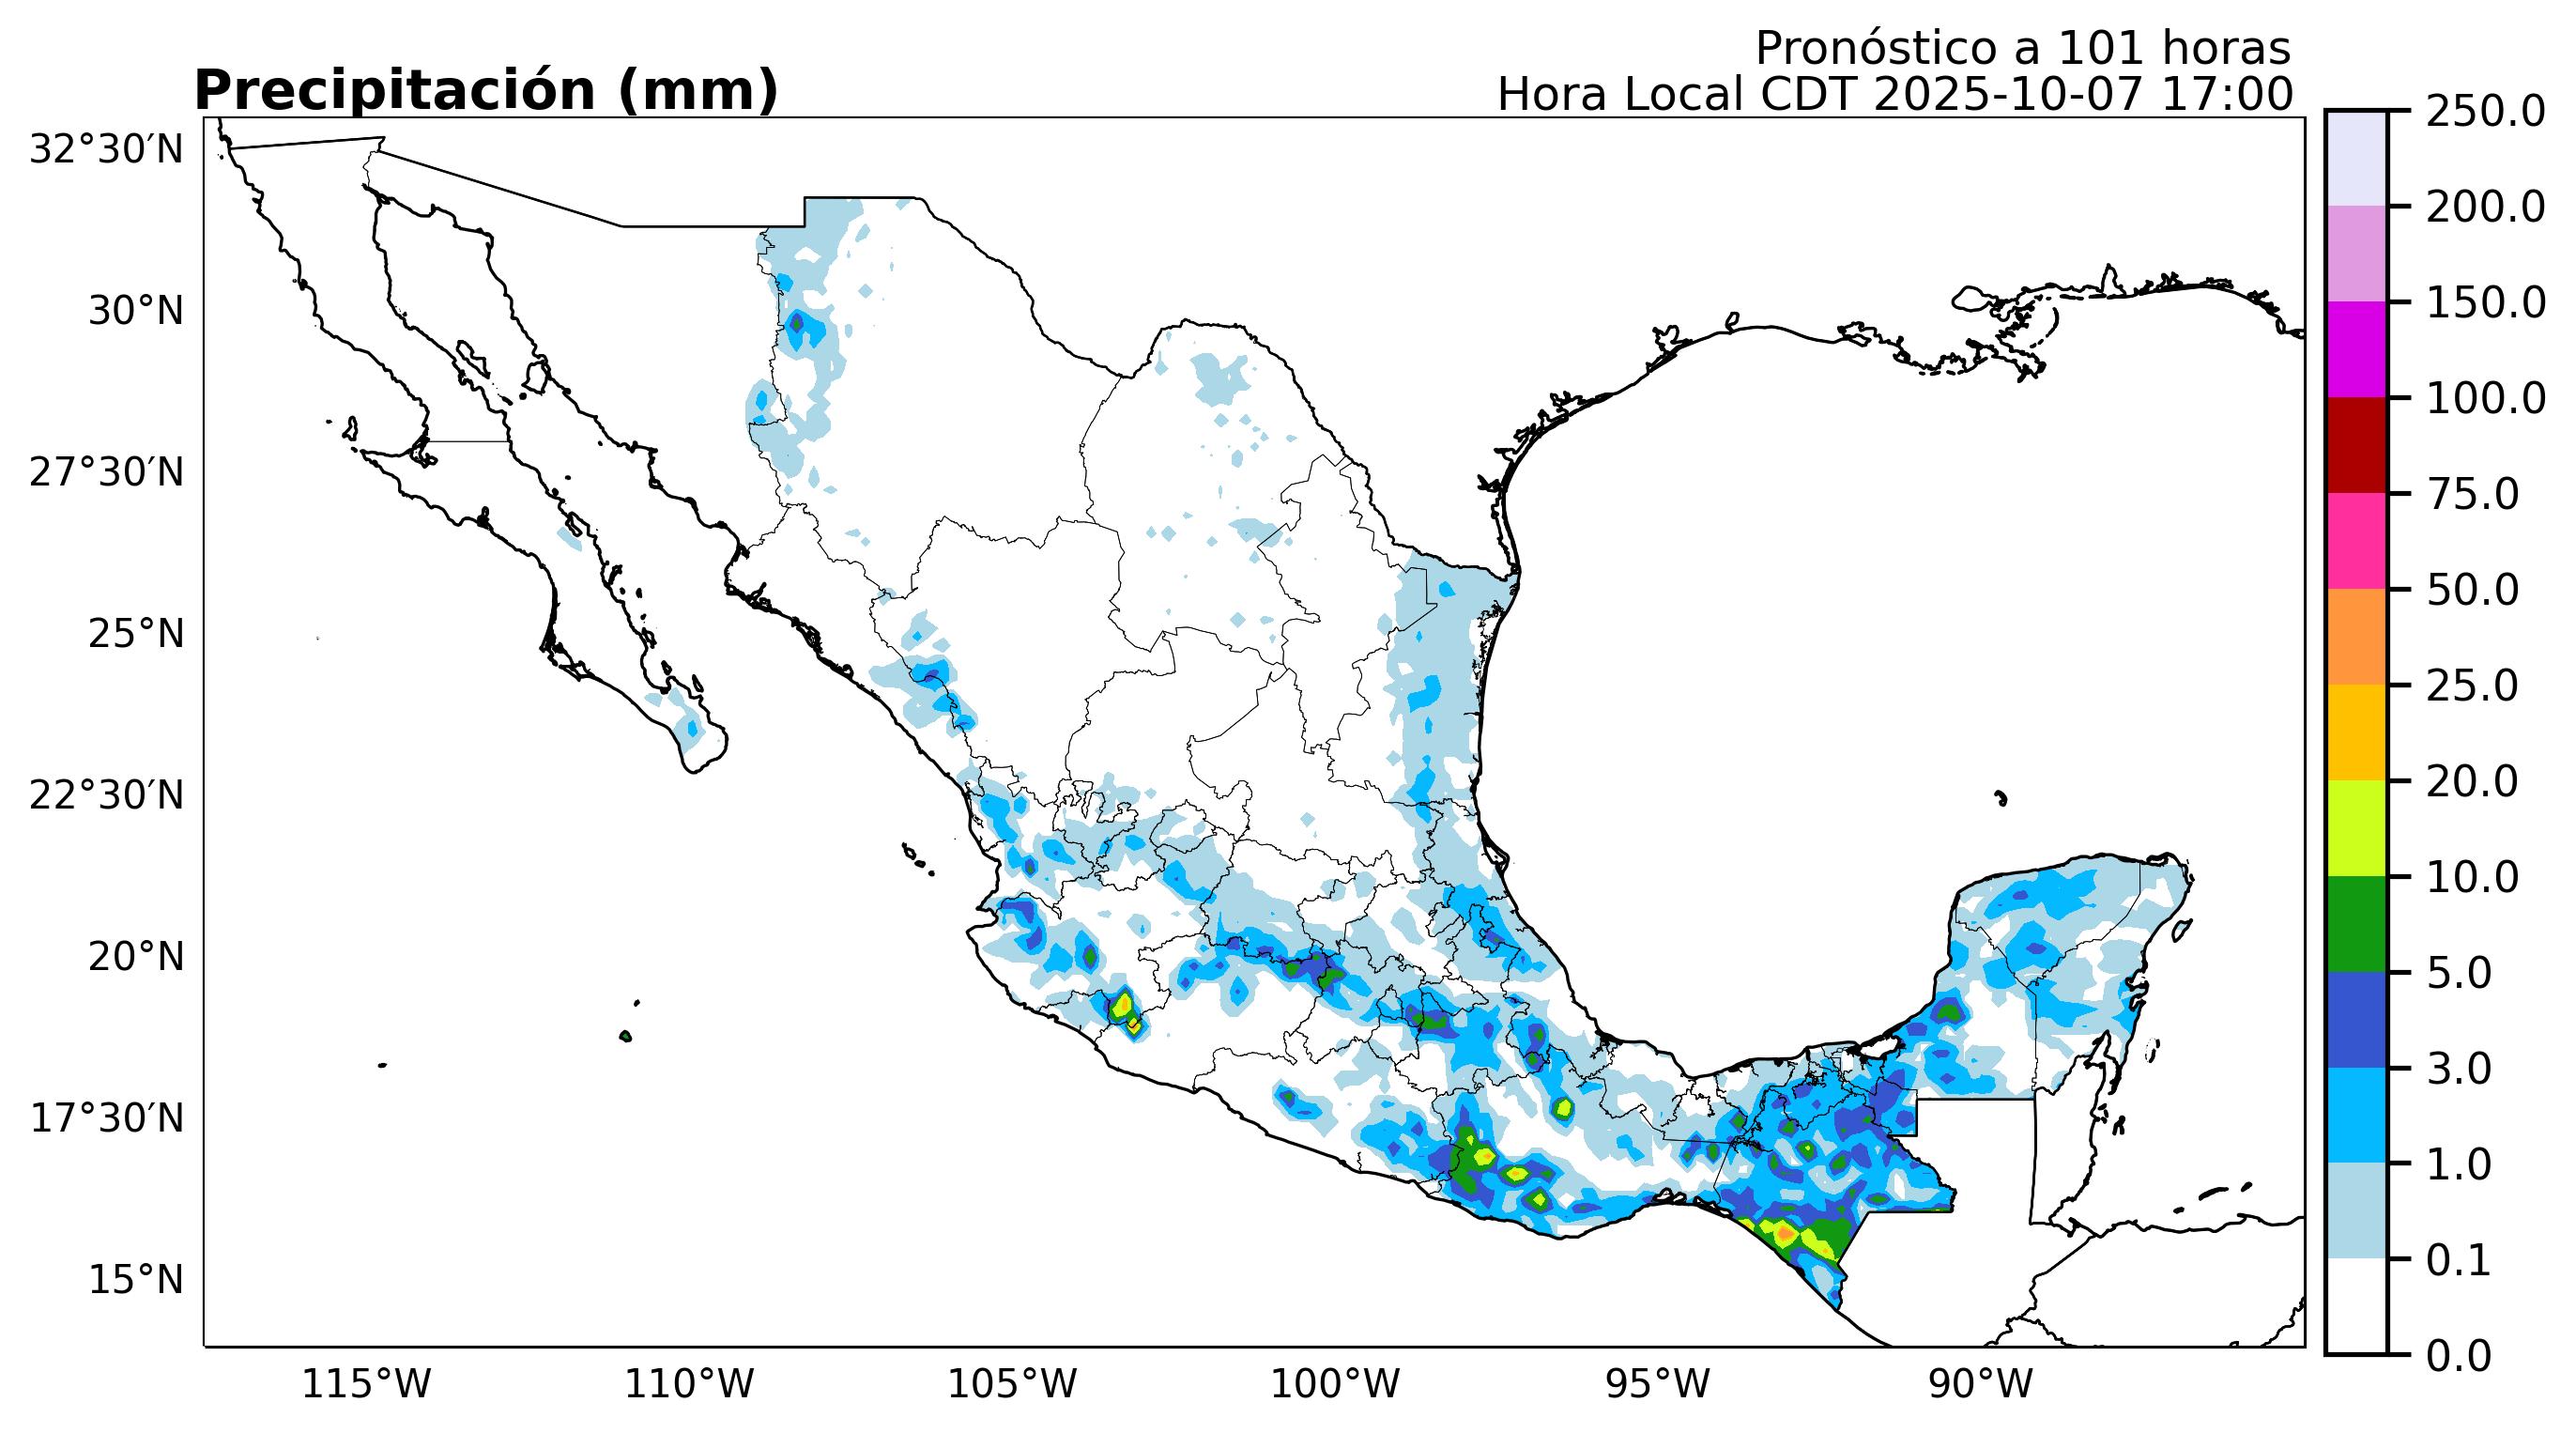 Pronóstico a 101 horas
Precipitación (mm)
Hora Local CDT 2025-10-07 17:00
32°30′N
30°N
27°30′N
25°N
22°30′N
20°N
17°30′N
15°N
115°W
110°W
105°W
100°W
95°W
90°W
250.0
200.0
150.0
100.0
75.0
50.0
25.0
20.0
10.0
5.0
3.0
1.0
0.1
0.0